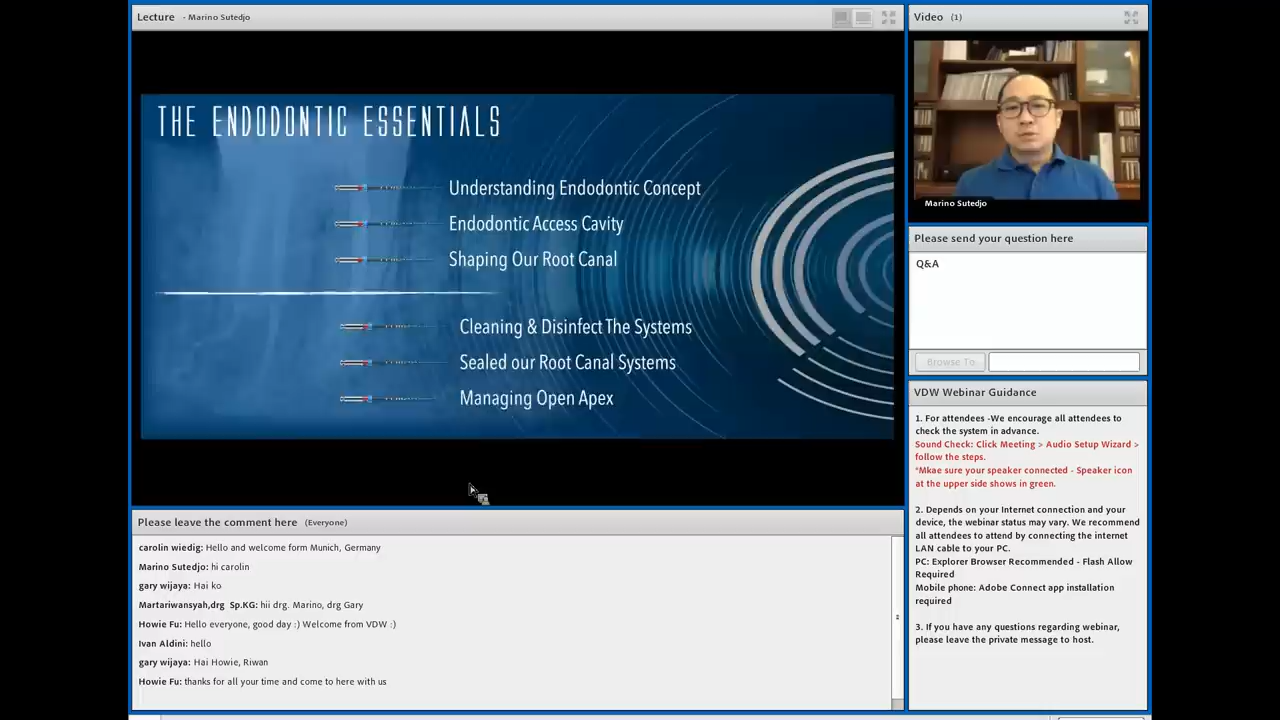 Lecture - Marino Sutedjo
THE ENDODONTIC ESSENTIALS
Understanding Endodontic Concept
Endodontic Access Cavity
Shaping Our Root Canal
Cleaning & Disinfect The Systems
Sealed our Root Canal Systems
Managing Open Apex
Please leave the comment here (Everyone)
carolin wiedig: Hello and welcome form Munich, Germany
Marino Sutedjo: hi carolin
gary wijaya: Hai ko
Martariwansyah,drg Sp.KG: hii drg. Marino, drg Gary
Howie Fu: Hello everyone, good day :) Welcome from VDW :)
Ivan Aldini: hello
gary wijaya: Hai Howie, Riwan
Howie Fu: thanks for all your time and come to here with us
Video (1)
Marino Sutedjo
Please send your question here
Q&A
Browse To
VDW Webinar Guidance
1. For attendees -We encourage all attendees to
check the system in advance.
Sound Check: Click Meeting > Audio Setup Wizard >
follow the steps.
*Mkae sure your speaker connected - Speaker icon
at the upper side shows in green.
2. Depends on your Internet connection and your
device, the webinar status may vary. We recommend
all attendees to attend by connecting the internet
LAN cable to your PC.
PC: Explorer Browser Recommended - Flash Allow
Required
Mobile phone: Adobe Connect app installation
required
3. If you have any questions regarding webinar,
please leave the private message to host.